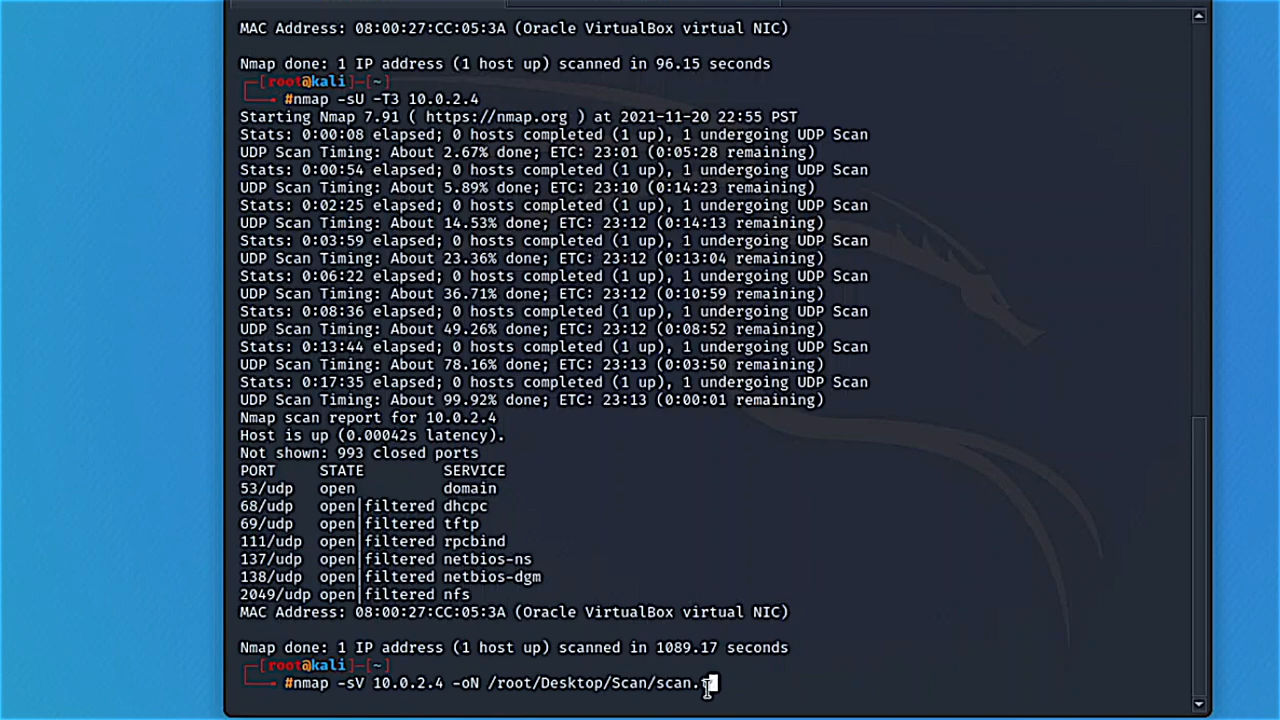 MAC Address: 08:00:27:CC:05:3A (Oracle VirtualBox virtual NIC)
Nmap done: 1 IP address (1 host up) scanned in 96.15 seconds
┌─[root@kali]─[~]
└──╼ #nmap -sU -T3 10.0.2.4
Starting Nmap 7.91 ( https://nmap.org ) at 2021-11-20 22:55 PST
Stats: 0:00:08 elapsed; 0 hosts completed (1 up), 1 undergoing UDP Scan
UDP Scan Timing: About 2.67% done; ETC: 23:01 (0:05:28 remaining)
Stats: 0:00:54 elapsed; 0 hosts completed (1 up), 1 undergoing UDP Scan
UDP Scan Timing: About 5.89% done; ETC: 23:10 (0:14:23 remaining)
Stats: 0:02:25 elapsed; 0 hosts completed (1 up), 1 undergoing UDP Scan
UDP Scan Timing: About 14.53% done; ETC: 23:12 (0:14:13 remaining)
Stats: 0:03:59 elapsed; 0 hosts completed (1 up), 1 undergoing UDP Scan
UDP Scan Timing: About 23.36% done; ETC: 23:12 (0:13:04 remaining)
Stats: 0:06:22 elapsed; 0 hosts completed (1 up), 1 undergoing UDP Scan
UDP Scan Timing: About 36.71% done; ETC: 23:12 (0:10:59 remaining)
Stats: 0:08:36 elapsed; 0 hosts completed (1 up), 1 undergoing UDP Scan
UDP Scan Timing: About 49.26% done; ETC: 23:12 (0:08:52 remaining)
Stats: 0:13:44 elapsed; 0 hosts completed (1 up), 1 undergoing UDP Scan
UDP Scan Timing: About 78.16% done; ETC: 23:13 (0:03:50 remaining)
Stats: 0:17:35 elapsed; 0 hosts completed (1 up), 1 undergoing UDP Scan
UDP Scan Timing: About 99.92% done; ETC: 23:13 (0:00:01 remaining)
Nmap scan report for 10.0.2.4
Host is up (0.00042s latency).
Not shown: 993 closed ports
PORT     STATE         SERVICE
53/udp   open          domain
68/udp   open|filtered dhcpc
69/udp   open|filtered tftp
111/udp  open|filtered rpcbind
137/udp  open|filtered netbios-ns
138/udp  open|filtered netbios-dgm
2049/udp open|filtered nfs
MAC Address: 08:00:27:CC:05:3A (Oracle VirtualBox virtual NIC)
Nmap done: 1 IP address (1 host up) scanned in 1089.17 seconds
┌─[root@kali]─[~]
└──╼ #nmap -sV 10.0.2.4 -oN /root/Desktop/Scan/scan.